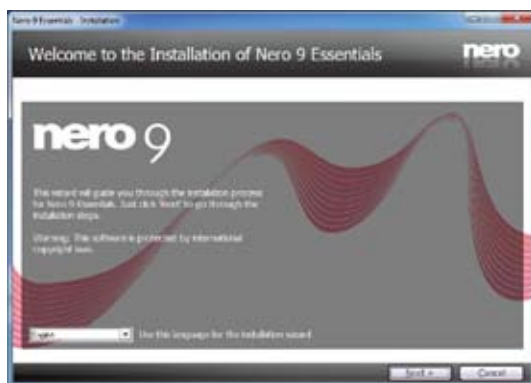 Nero 9 Essentials - Installation
Welcome to the Installation of Nero 9 Essentials
nero
nero 9
This wizard will guide you through the installation process
for Nero 9 Essentials. Just click 'Next' to go through the
installation steps.
Warning: This software is protected by international
copyright laws.
English
Use this language for the installation wizard
Next >
Cancel